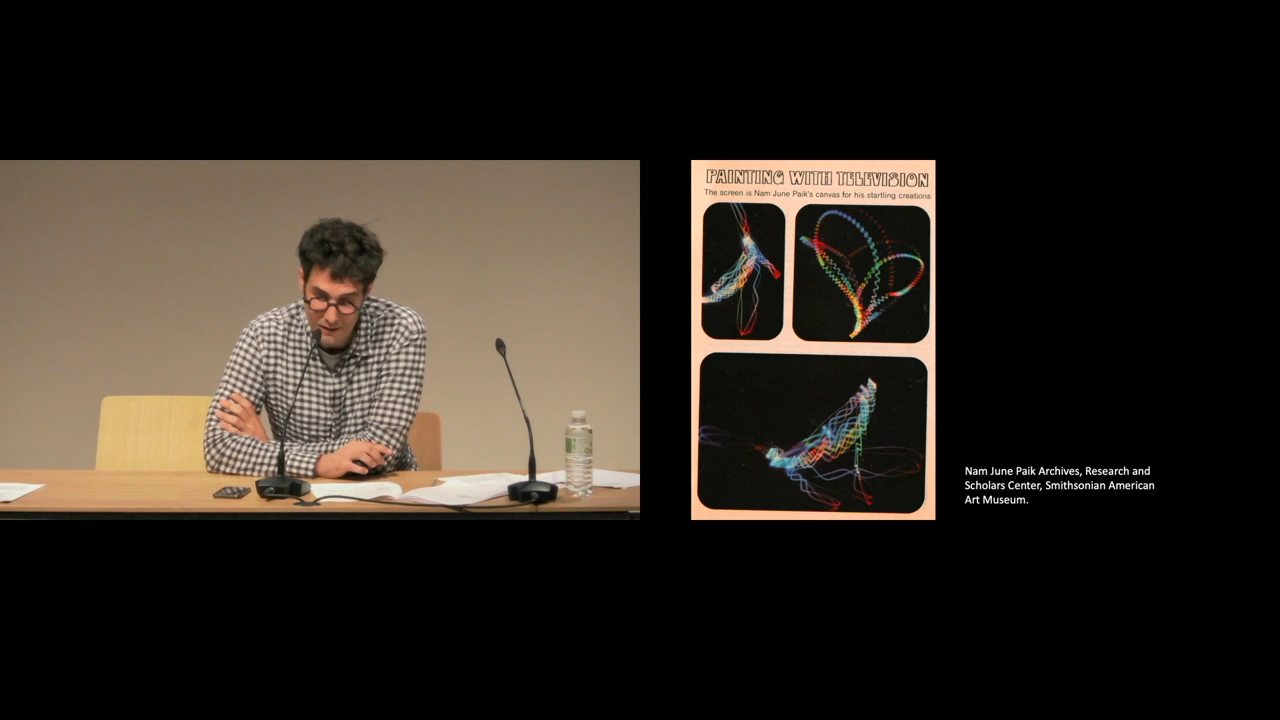 PAINTING WITH TELEVISION
The screen is Nam June Paik's canvas for his startling creations
Nam June Paik Archives, Research and
Scholars Center, Smithsonian American
Art Museum.